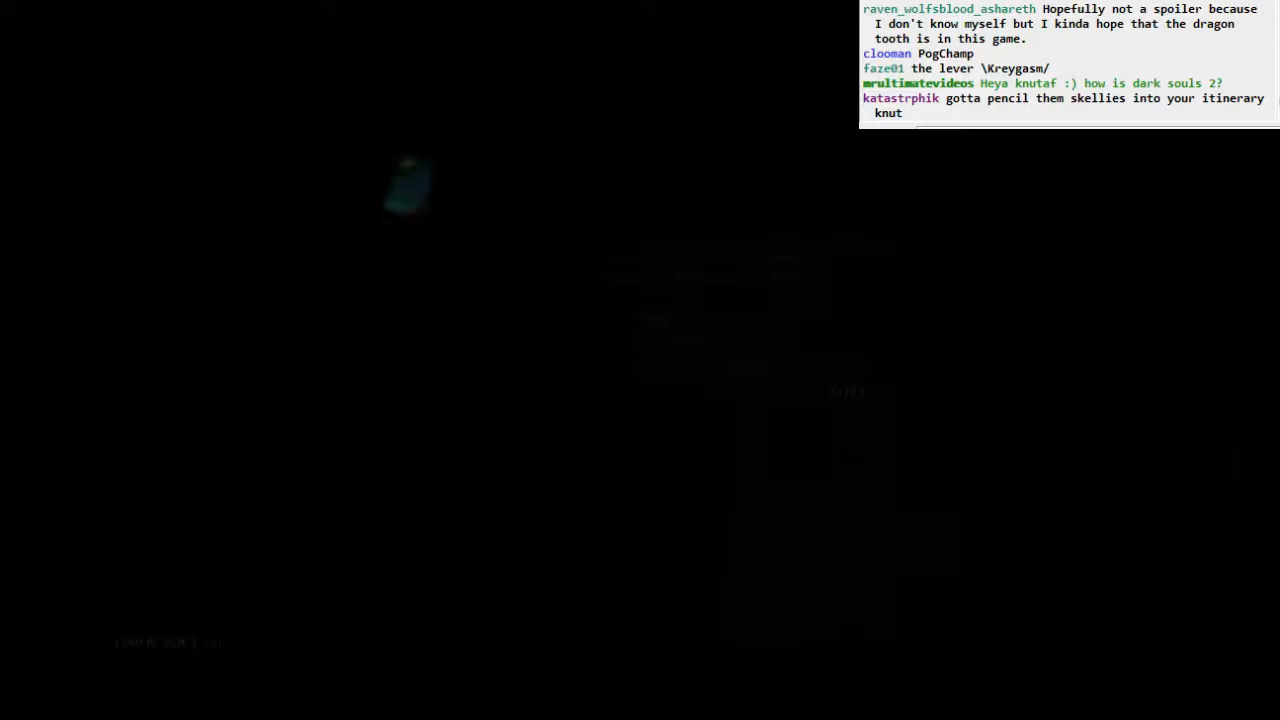 raven_wolfsblood_ashareth Hopefully not a spoiler because
I don't know myself but I kinda hope that the dragon
tooth is in this game.
clooman PogChamp
faze01 the lever \Kreygasm/
mrultimatevideos Heya knutaf :) how is dark souls 2?
katastrphik gotta pencil them skellies into your itinerary
knut